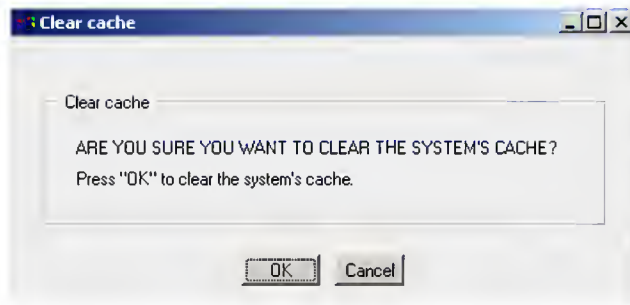 Clear cache
Clear cache
ARE YOU SURE YOU WANT TO CLEAR THE SYSTEM'S CACHE?
Press "OK" to clear the system's cache.
OK Cancel